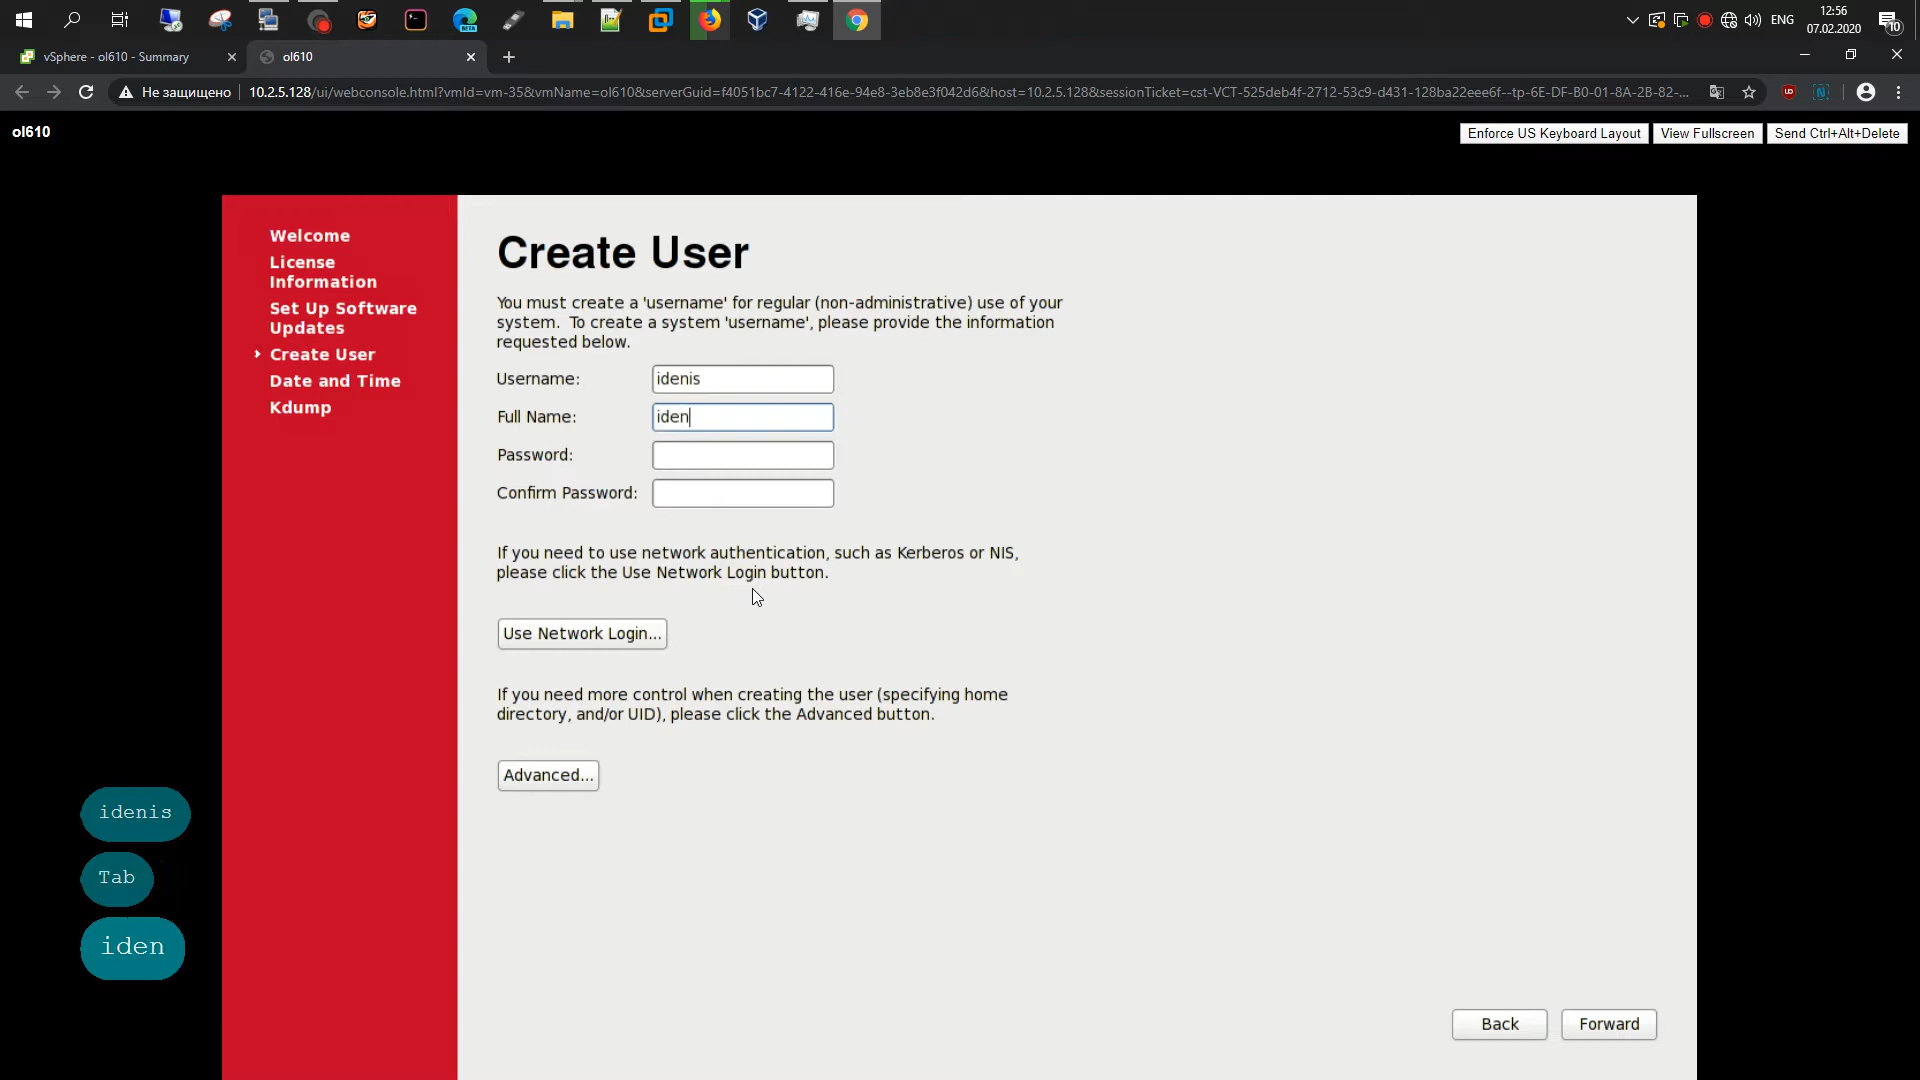 ENG
12:56
07.02.2020
10
vSphere - ol610 - Summary
ol610
Не защищено
10.2.5.128/ui/webconsole.html?vmId=vm-35&vmName=ol610&serverGuid=f4051bc7-4122-416e-94e8-3eb8e3f042d6&host=10.2.5.128&sessionTicket=cst-VCT-525deb4f-2712-53c9-d431-128ba22eee6f--tp-6E-DF-B0-01-8A-2B-82-...
ol610
Enforce US Keyboard Layout
View Fullscreen
Send Ctrl+Alt+Delete
Welcome
License
Information
Set Up Software
Updates
Create User
Date and Time
Kdump
Create User
You must create a 'username' for regular (non-administrative) use of your
system.  To create a system 'username', please provide the information
requested below.
Username: idenis
Full Name: iden
Password:
Confirm Password:
If you need to use network authentication, such as Kerberos or NIS,
please click the Use Network Login button.
Use Network Login...
If you need more control when creating the user (specifying home
directory, and/or UID), please click the Advanced button.
Advanced...
idenis
Tab
iden
Back
Forward